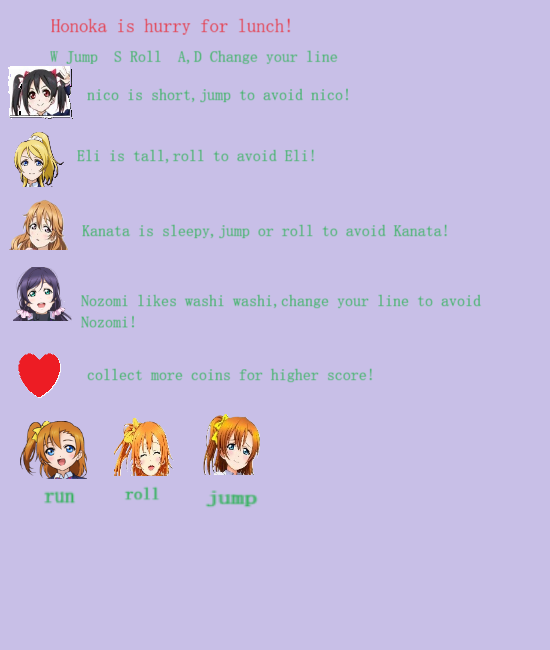 Honoka is hurry for lunch!
W Jump  S Roll  A,D Change your line
nico is short,jump to avoid nico!
Eli is tall,roll to avoid Eli!
Kanata is sleepy,jump or roll to avoid Kanata!
Nozomi likes washi washi,change your line to avoid
Nozomi!
collect more coins for higher score!
run roll jump